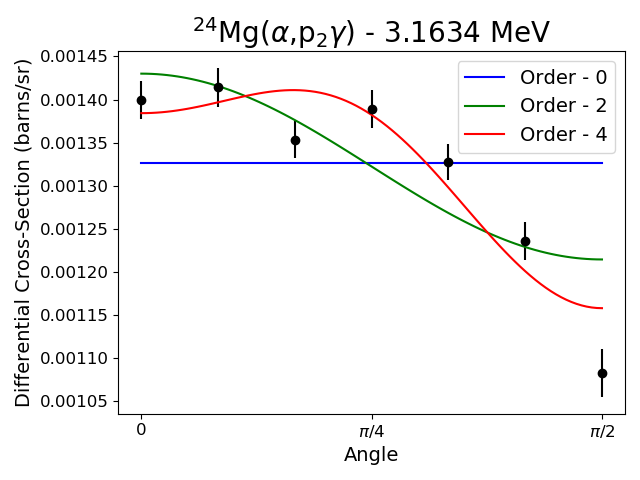 ²⁴Mg(α,p₂γ) - 3.1634 MeV
Order - 0
Order - 2
Order - 4
Differential Cross-Section (barns/sr)
0.00145
0.00140
0.00135
0.00130
0.00125
0.00120
0.00115
0.00110
0.00105
0 π/4 π/2
Angle